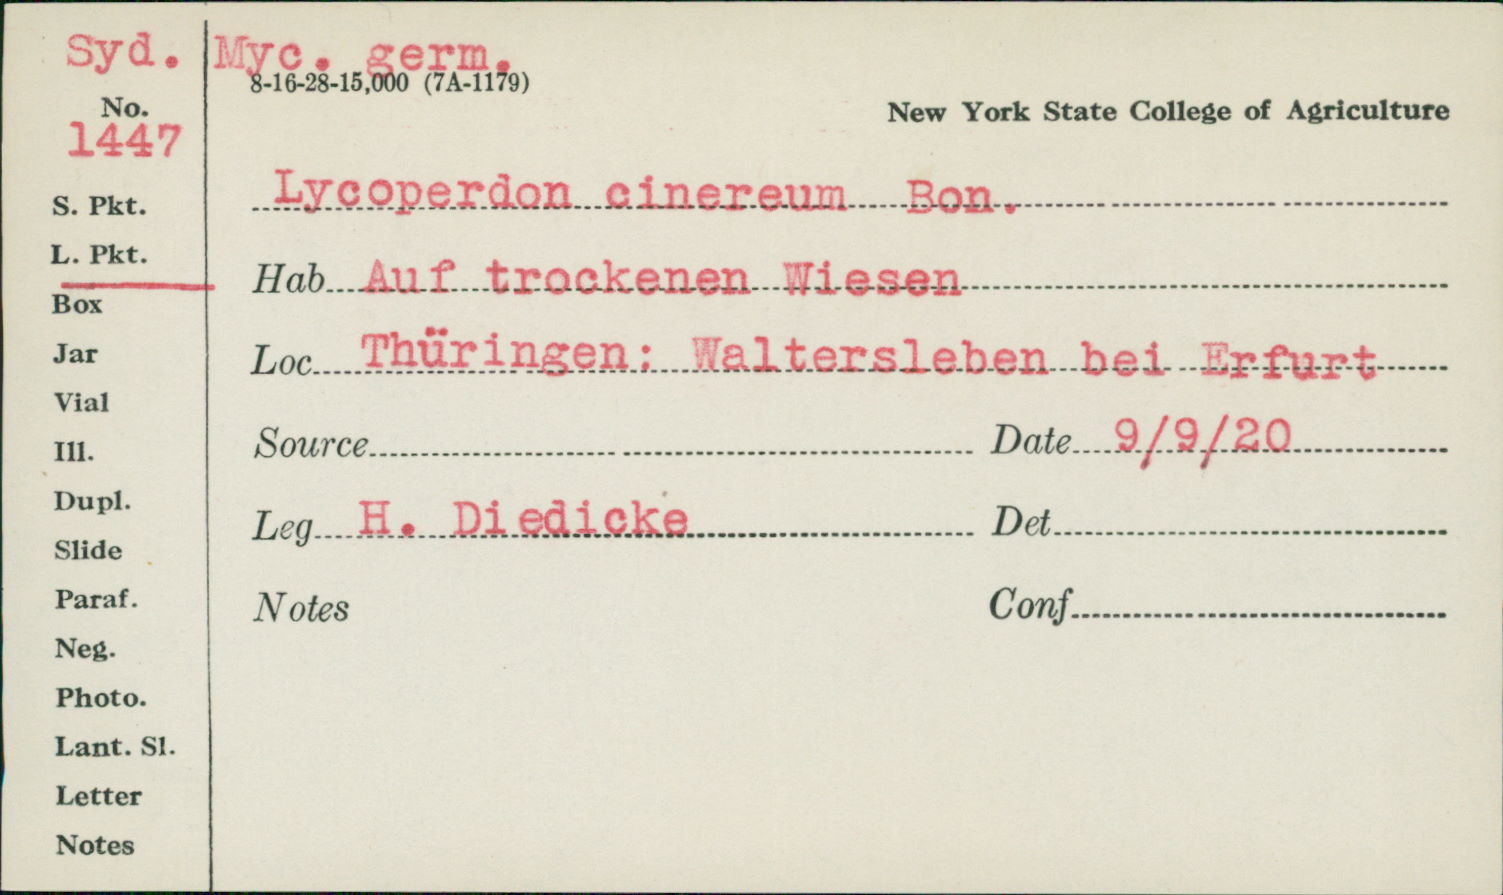 Syd. Myc. germ.
8-16-28-15,000 (7A-1179)
No.
1447
New York State College of Agriculture
S. Pkt.
L. Pkt.
Box
Jar
Vial
Ill.
Dupl.
Slide
Paraf.
Neg.
Photo.
Lant. Sl.
Letter
Notes
Lycoperdon cinereum Bon.
Hab Auf trockenen Wiesen
Loc Thüringen: Waltersleben bei Erfurt
Source Date 9/9/20
Leg H. Diedicke Det
Notes Conf